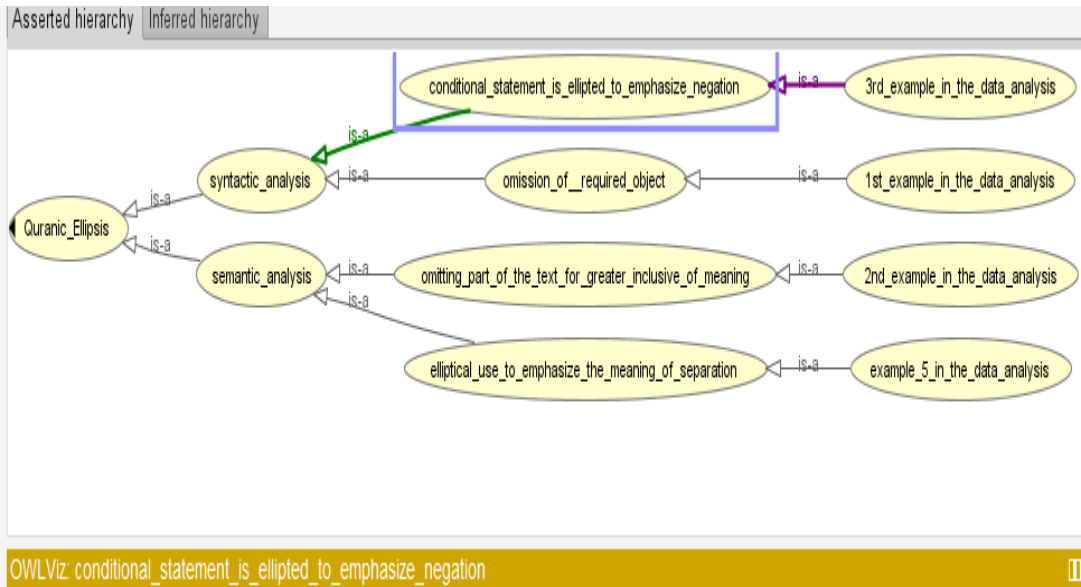 Asserted hierarchy Inferred hierarchy
conditional_statement_is_ellipted_to_emphasize_negation is-a 3rd_example_in_the_data_analysis
is-a
syntactic_analysis is-a omission_of__required_object is-a 1st_example_in_the_data_analysis
is-a
Quranic_Ellipsis
is-a
semantic_analysis is-a omitting_part_of_the_text_for_greater_inclusive_of_meaning is-a 2nd_example_in_the_data_analysis
is-a
elliptical_use_to_emphasize_the_meaning_of_separation is-a example_5_in_the_data_analysis
OWLViz: conditional_statement_is_ellipted_to_emphasize_negation